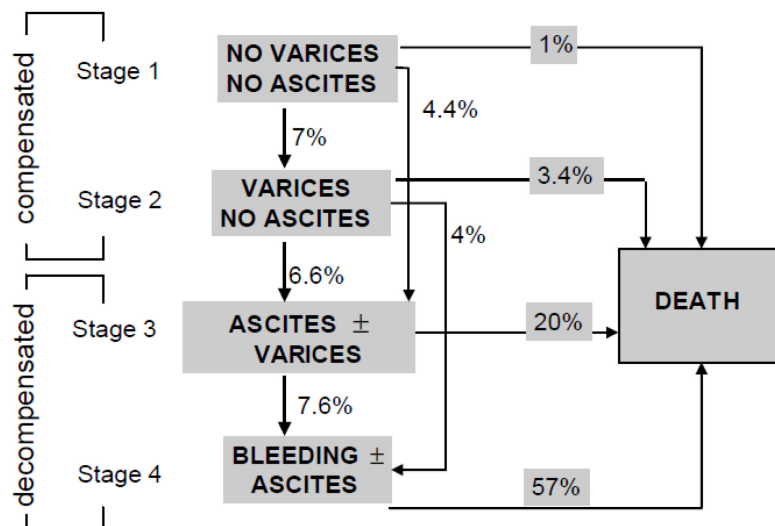 compensated
Stage 1
NO VARICES
NO ASCITES
1%
4.4%
7%
Stage 2
VARICES
NO ASCITES
3.4%
4%
6.6%
decompensated
Stage 3
ASCITES ±
VARICES
20%
DEATH
7.6%
Stage 4
BLEEDING ±
ASCITES
57%